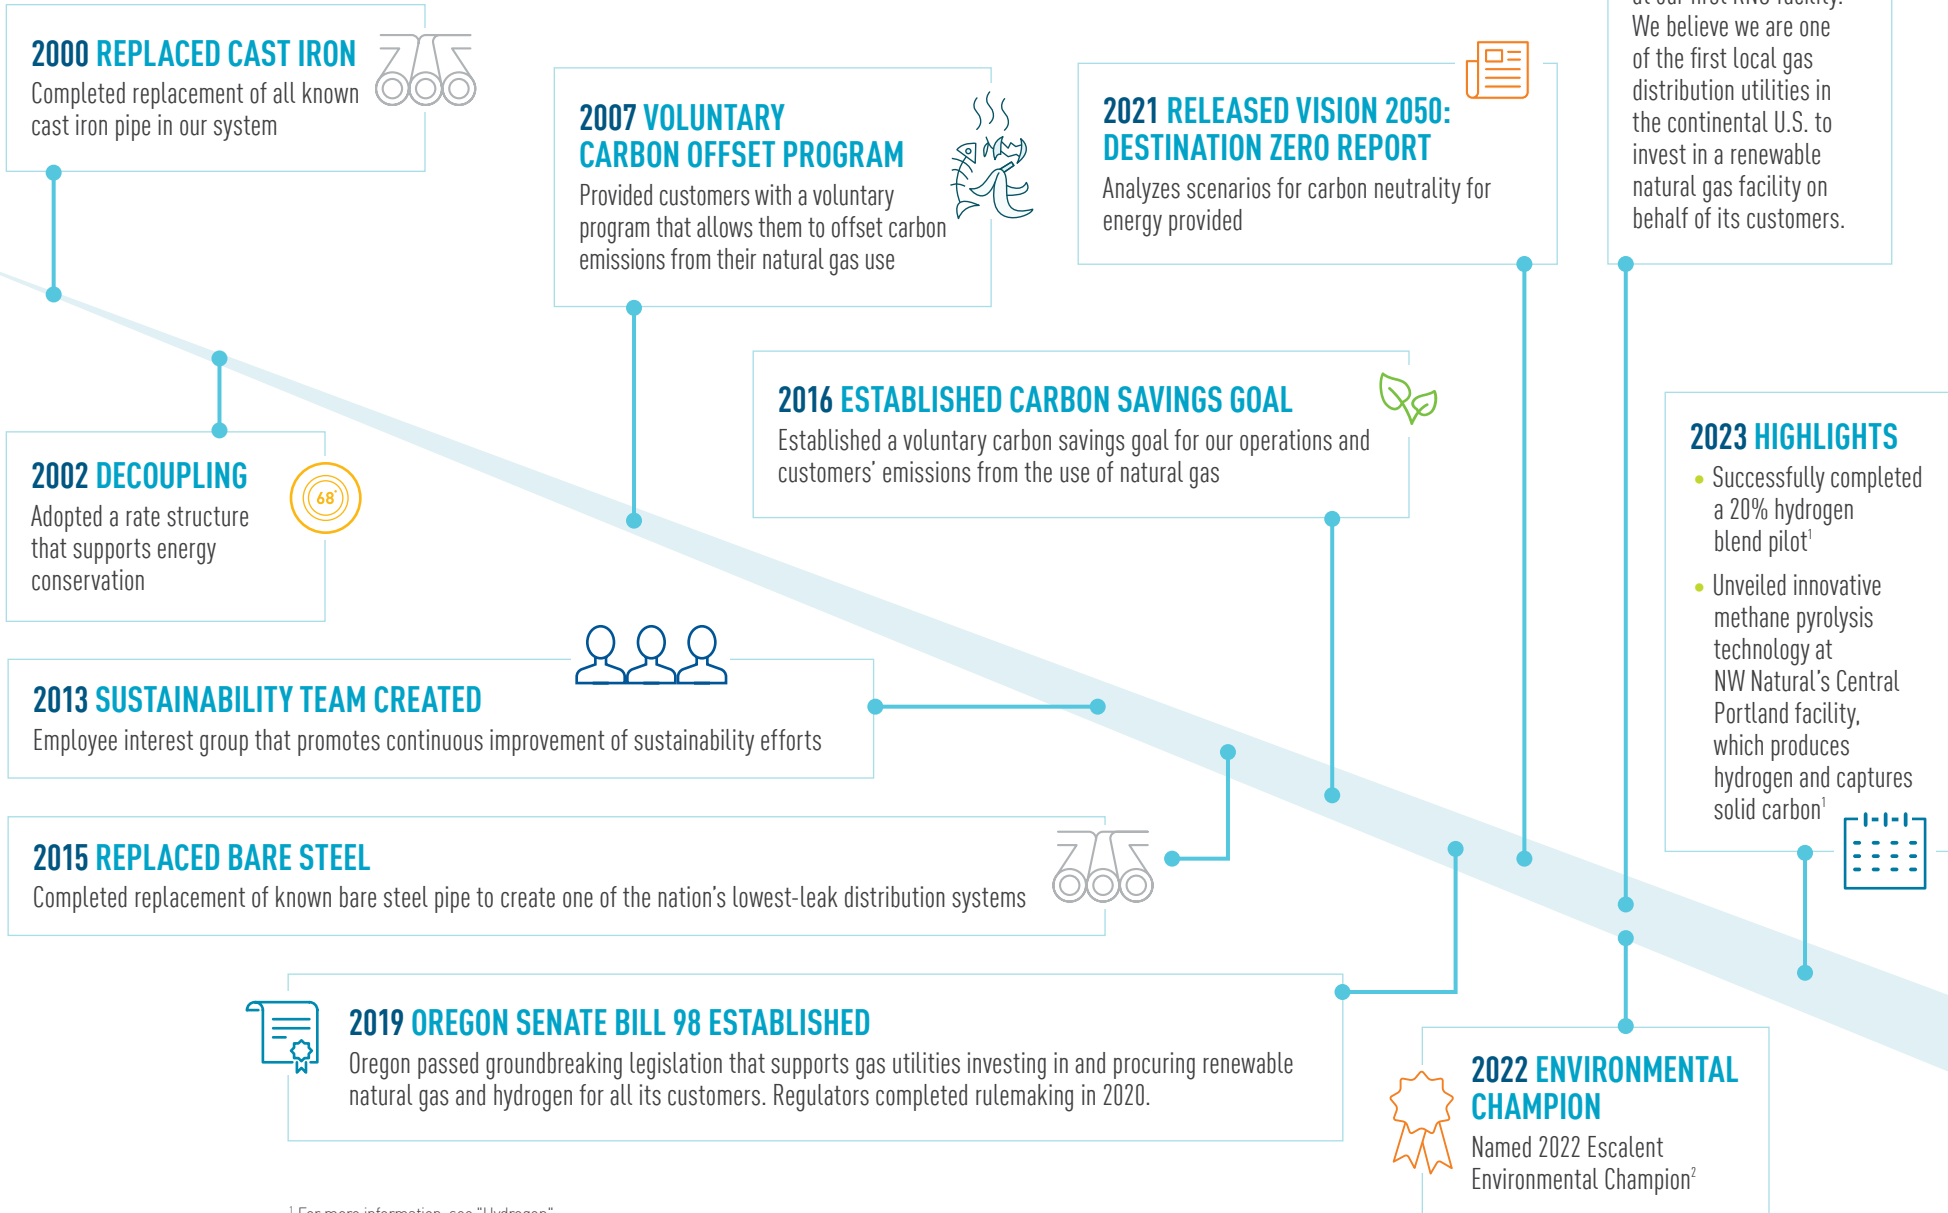 2000 REPLACED CAST IRON
Completed replacement of all known
cast iron pipe in our system
2002 DECOUPLING
Adopted a rate structure
that supports energy
conservation
68°
2007 VOLUNTARY
CARBON OFFSET PROGRAM
Provided customers with a voluntary
program that allows them to offset carbon
emissions from their natural gas use
2013 SUSTAINABILITY TEAM CREATED
Employee interest group that promotes continuous improvement of sustainability efforts
2015 REPLACED BARE STEEL
Completed replacement of known bare steel pipe to create one of the nation's lowest-leak distribution systems
2016 ESTABLISHED CARBON SAVINGS GOAL
Established a voluntary carbon savings goal for our operations and
customers' emissions from the use of natural gas
2019 OREGON SENATE BILL 98 ESTABLISHED
Oregon passed groundbreaking legislation that supports gas utilities investing in and procuring renewable
natural gas and hydrogen for all its customers. Regulators completed rulemaking in 2020.
2021 RELEASED VISION 2050:
DESTINATION ZERO REPORT
Analyzes scenarios for carbon neutrality for
energy provided
at our first RNG facility.
We believe we are one
of the first local gas
distribution utilities in
the continental U.S. to
invest in a renewable
natural gas facility on
behalf of its customers.
2022 ENVIRONMENTAL
CHAMPION
Named 2022 Escalent
Environmental Champion²
2023 HIGHLIGHTS
• Successfully completed
a 20% hydrogen
blend pilot¹
• Unveiled innovative
methane pyrolysis
technology at
NW Natural's Central
Portland facility,
which produces
hydrogen and captures
solid carbon¹
¹ For more information, see "Hydrogen"